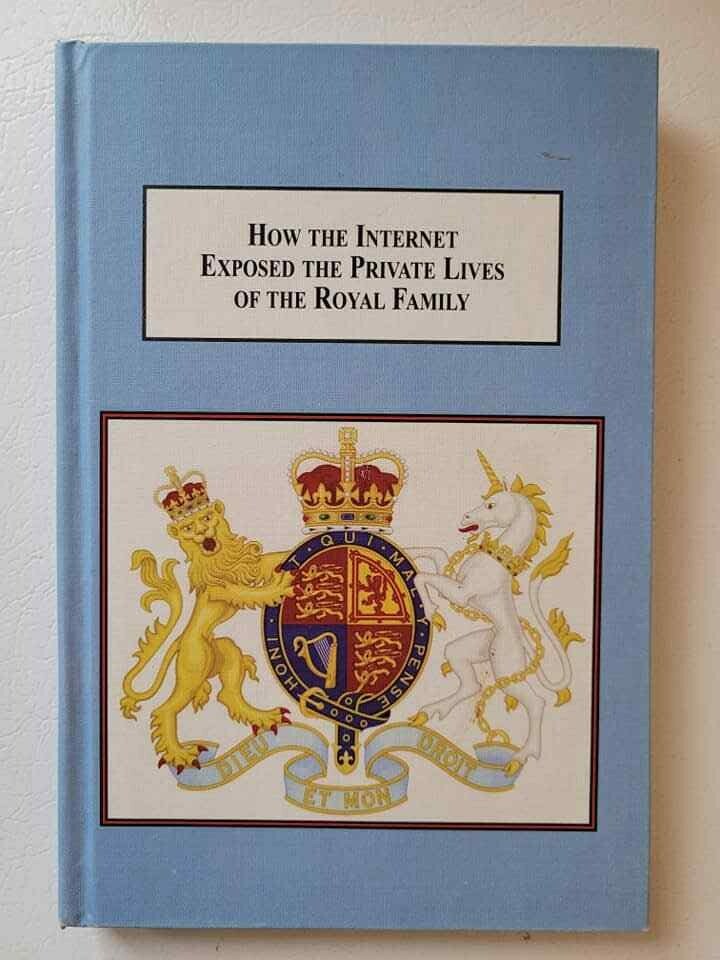 HOW THE INTERNET
EXPOSED THE PRIVATE LIVES
OF THE ROYAL FAMILY
T · QUI · MAL · Y · PENSE
HONI
DIEU
ET MON
DROIT